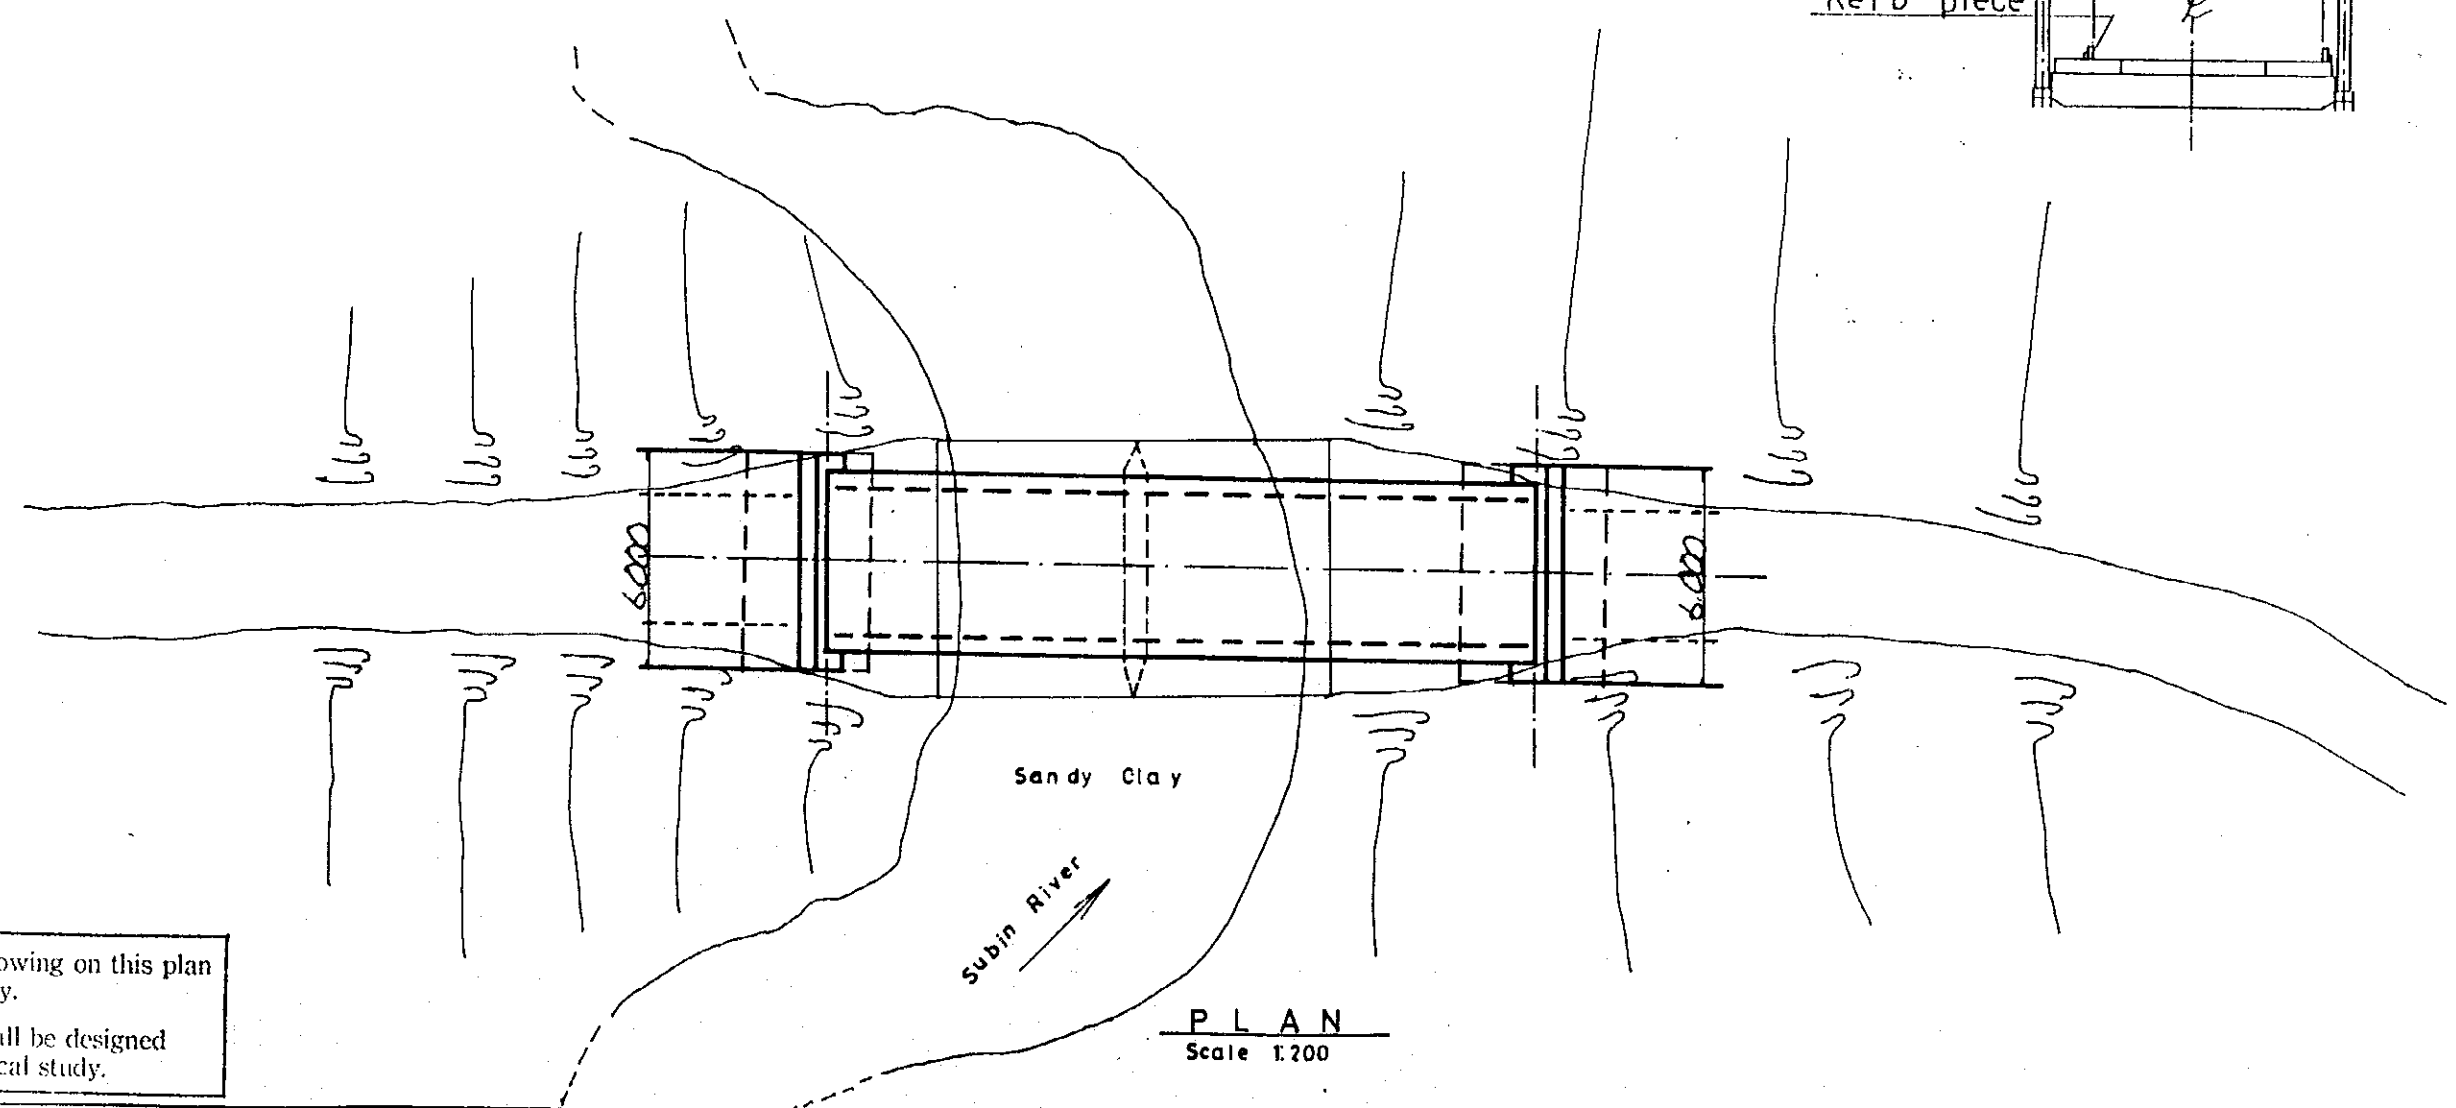 Kerb piece
6.000
6.000
Sandy Clay
Subin River
PLAN
Scale 1:200
owing on this plan
y.
all be designed
cal study.